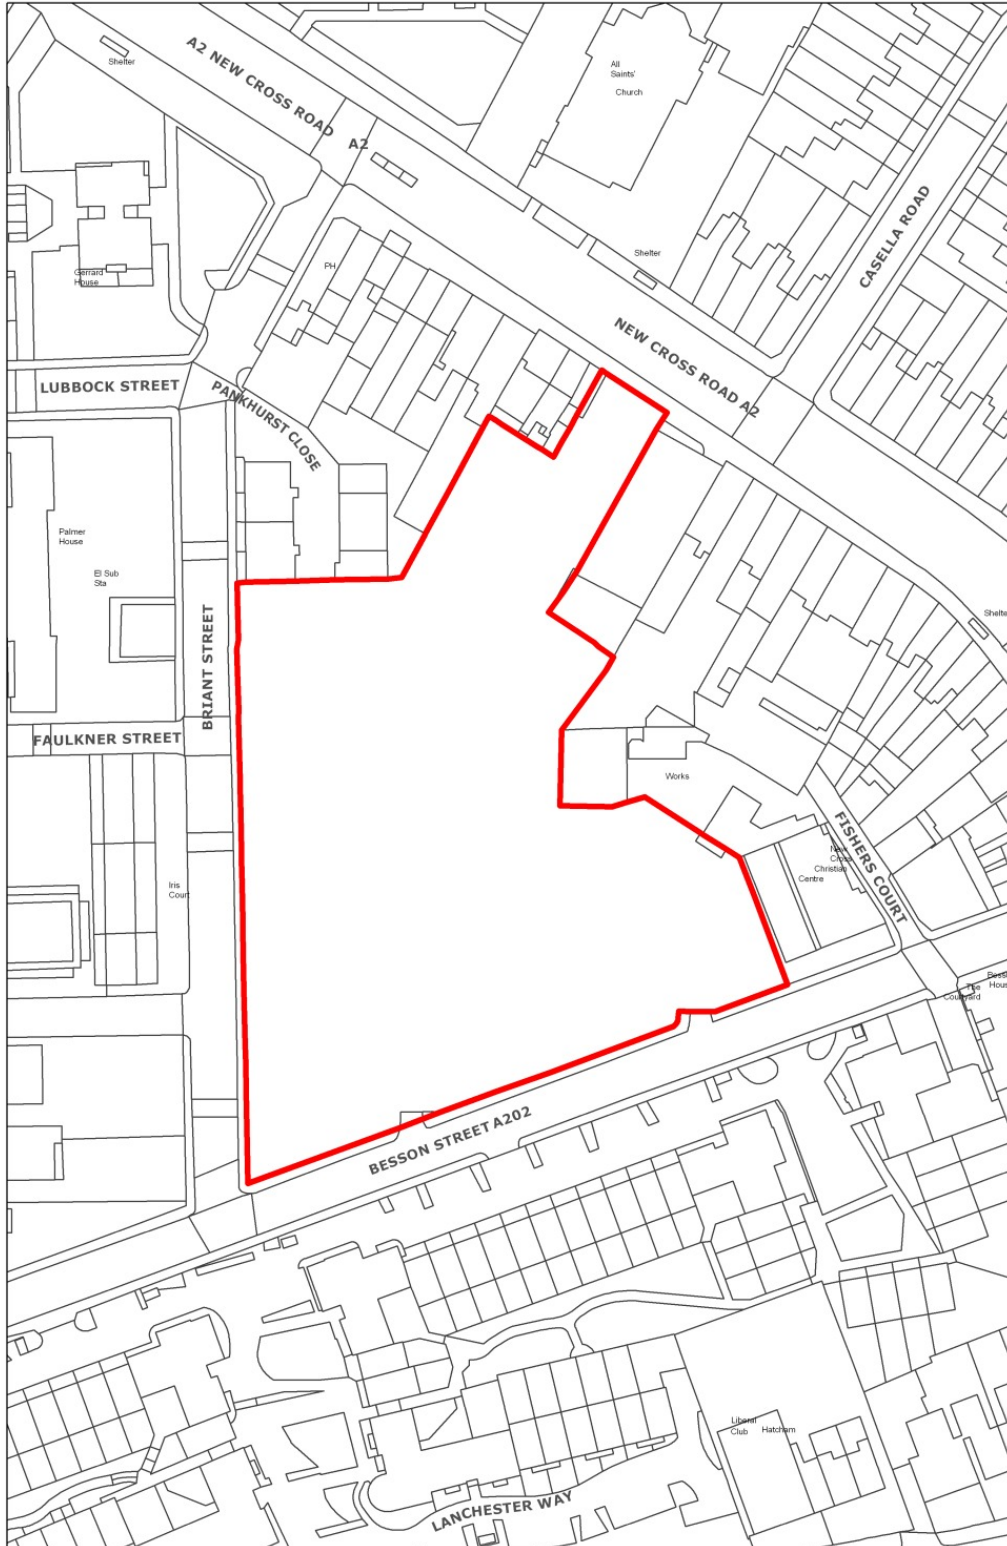 A2 NEW CROSS ROAD
Shelter
A2
All
Saints'
Church
CASELLA ROAD
Shelter
PH
Gerrard
House
NEW CROSS ROAD A2
LUBBOCK STREET
PANKHURST CLOSE
Palmer
House
El Sub
Sta
BRIANT STREET
Shelte
FAULKNER STREET
Works
FISHERS COURT
New
Cross
Christian
Centre
Iris
Court
The
Courtyard
Hous
BESSON STREET A202
Liberal
Club
Hatcham
LANCHESTER WAY